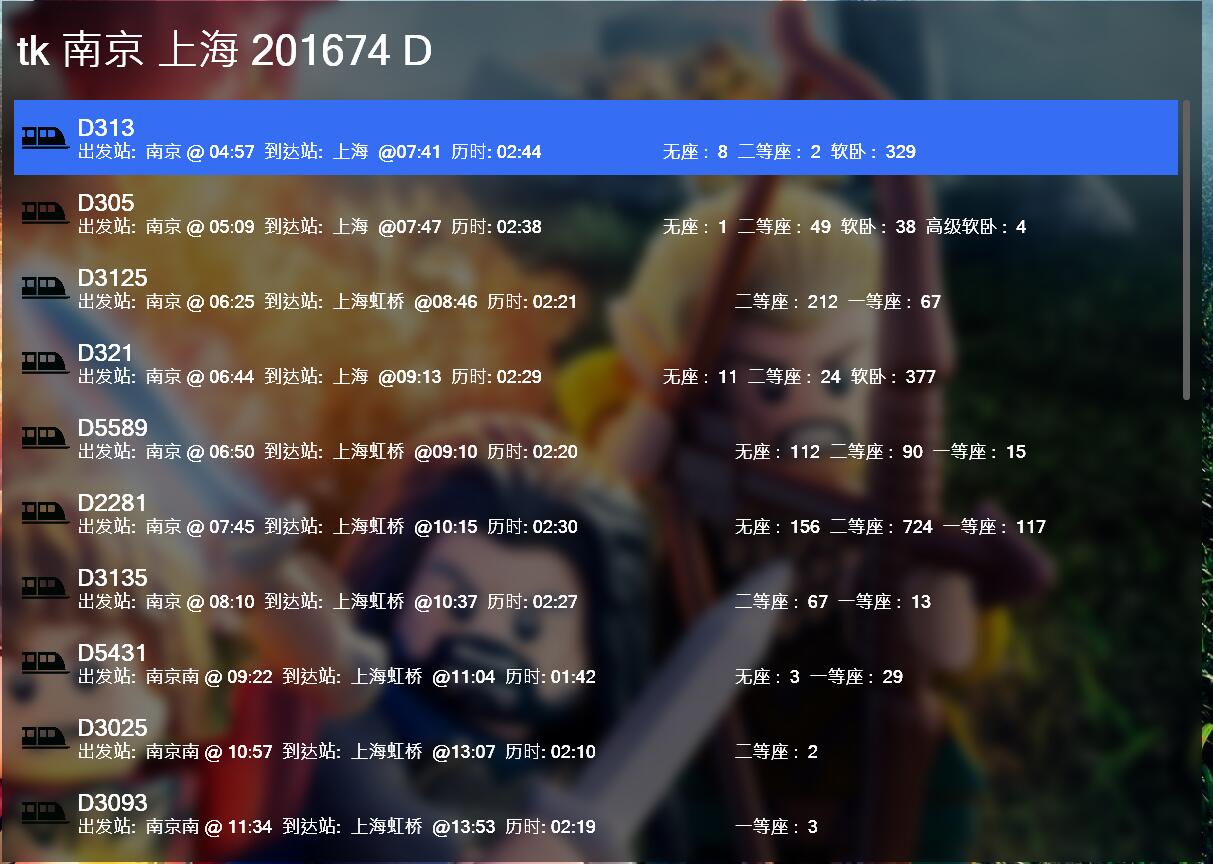 tk 南京 上海 201674 D
D313
出发站: 南京 @ 04:57 到达站: 上海 @07:41 历时: 02:44 无座 : 8 二等座 : 2 软卧 : 329
D305
出发站: 南京 @ 05:09 到达站: 上海 @07:47 历时: 02:38 无座 : 1 二等座 : 49 软卧 : 38 高级软卧 : 4
D3125
出发站: 南京 @ 06:25 到达站: 上海虹桥 @08:46 历时: 02:21 二等座 : 212 一等座 : 67
D321
出发站: 南京 @ 06:44 到达站: 上海 @09:13 历时: 02:29 无座 : 11 二等座 : 24 软卧 : 377
D5589
出发站: 南京 @ 06:50 到达站: 上海虹桥 @09:10 历时: 02:20 无座 : 112 二等座 : 90 一等座 : 15
D2281
出发站: 南京 @ 07:45 到达站: 上海虹桥 @10:15 历时: 02:30 无座 : 156 二等座 : 724 一等座 : 117
D3135
出发站: 南京 @ 08:10 到达站: 上海虹桥 @10:37 历时: 02:27 二等座 : 67 一等座 : 13
D5431
出发站: 南京南 @ 09:22 到达站: 上海虹桥 @11:04 历时: 01:42 无座 : 3 一等座 : 29
D3025
出发站: 南京南 @ 10:57 到达站: 上海虹桥 @13:07 历时: 02:10 二等座 : 2
D3093
出发站: 南京南 @ 11:34 到达站: 上海虹桥 @13:53 历时: 02:19 一等座 : 3